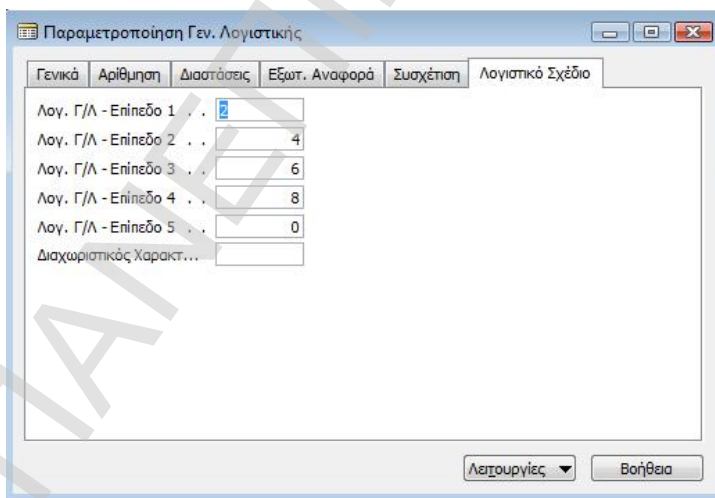 Παραμετροποίηση Γεν. Λογιστικής
Γενικά Αρίθμηση Διαστάσεις Εξωτ. Αναφορά Συσχέτιση Λογιστικό Σχέδιο
Λογ. Γ/Λ - Επίπεδο 1 . . 2
Λογ. Γ/Λ - Επίπεδο 2 . . 4
Λογ. Γ/Λ - Επίπεδο 3 . . 6
Λογ. Γ/Λ - Επίπεδο 4 . . 8
Λογ. Γ/Λ - Επίπεδο 5 . . 0
Διαχωριστικός Χαρακτ...
Λειτουργίες Βοήθεια